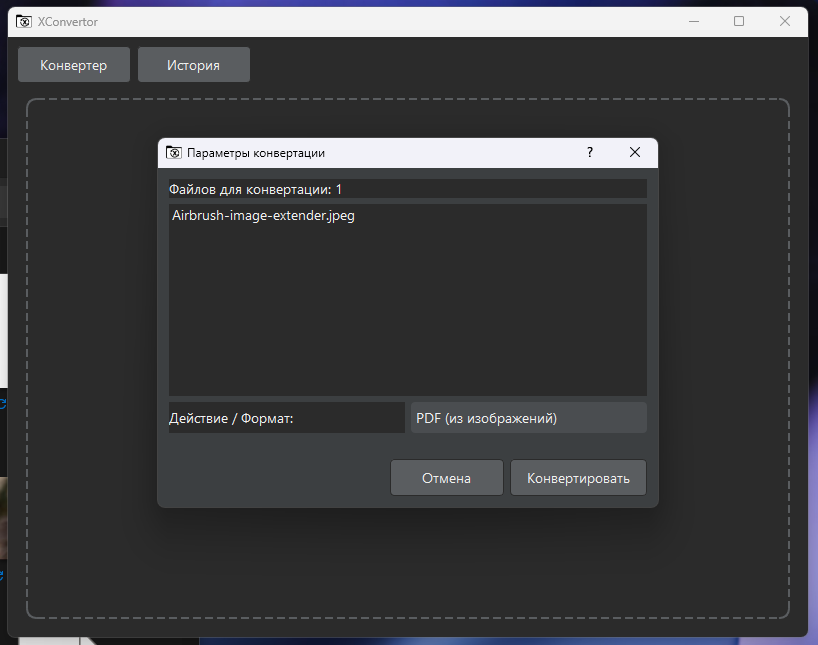 XConvertor
Конвертер
История
Параметры конвертации
?
Файлов для конвертации: 1
Airbrush-image-extender.jpeg
Действие / Формат:
PDF (из изображений)
Отмена
Конвертировать